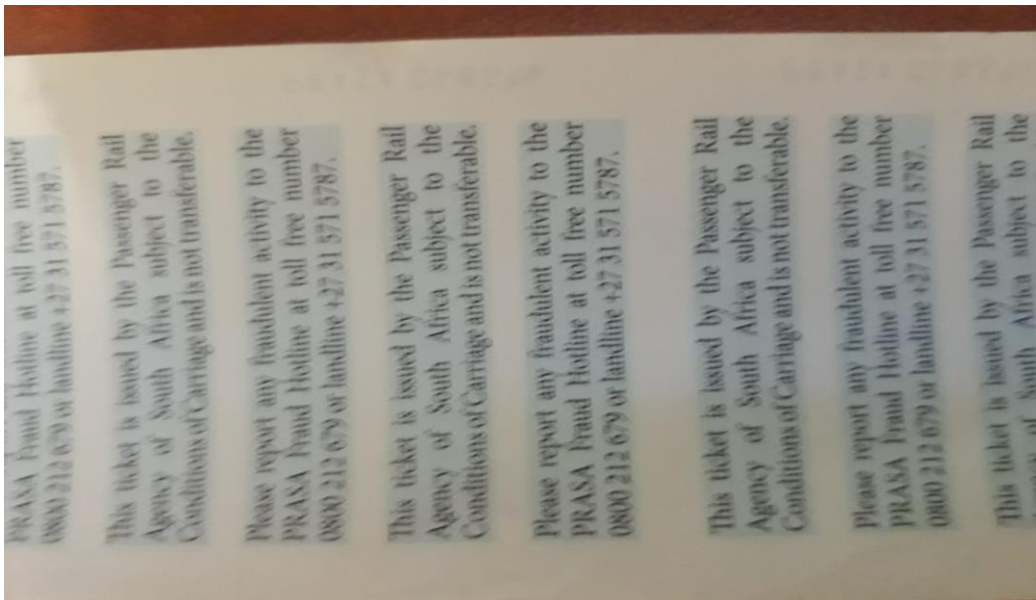 PRASA Fraud Hotline at toll free number
0800 212 679 or landline +27 31 571 5787.
This ticket is issued by the Passenger Rail
Agency of South Africa subject to the
Conditions of Carriage and is not transferable.
Please report any fraudent activity to the
PRASA Fraud Hotline at toll free number
0800 212 679 or landline +27 31 571 5787.
This ticket is issued by the Passenger Rail
Agency of South Africa subject to the
Conditions of Carriage and is not transferable.
Please report any fraudent activity to the
PRASA Fraud Hotline at toll free number
0800 212 679 or landline +27 31 571 5787.
This ticket is issued by the Passenger Rail
Agency of South Africa subject to the
Conditions of Carriage and is not transferable.
Please report any fraudent activity to the
PRASA Fraud Hotline at toll free number
0800 212 679 or landline +27 31 571 5787.
This ticket is issued by the Passenger Rail
of South Africa subject to the